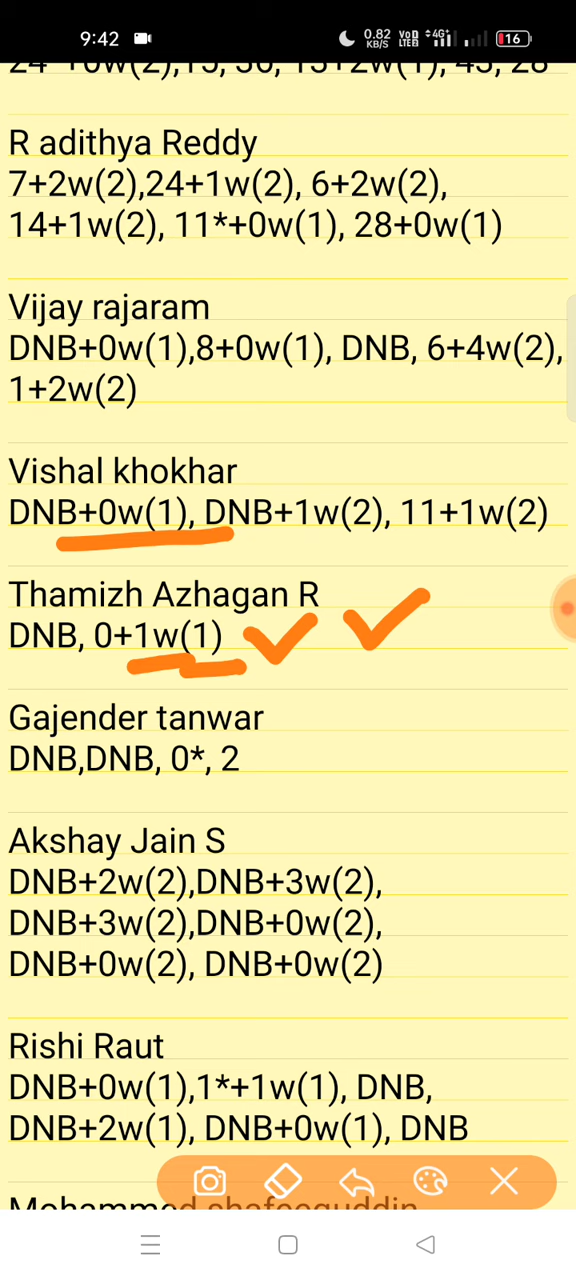 9:42
0.82 KB/S VoD LTE2 4G+ 16
R adithya Reddy
7+2w(2),24+1w(2), 6+2w(2),
14+1w(2), 11*+0w(1), 28+0w(1)
Vijay rajaram
DNB+0w(1),8+0w(1), DNB, 6+4w(2),
1+2w(2)
Vishal khokhar
DNB+0w(1), DNB+1w(2), 11+1w(2)
Thamizh Azhagan R
DNB, 0+1w(1)
Gajender tanwar
DNB,DNB, 0*, 2
Akshay Jain S
DNB+2w(2),DNB+3w(2),
DNB+3w(2),DNB+0w(2),
DNB+0w(2), DNB+0w(2)
Rishi Raut
DNB+0w(1),1*+1w(1), DNB,
DNB+2w(1), DNB+0w(1), DNB
Mohammed shafeequddin